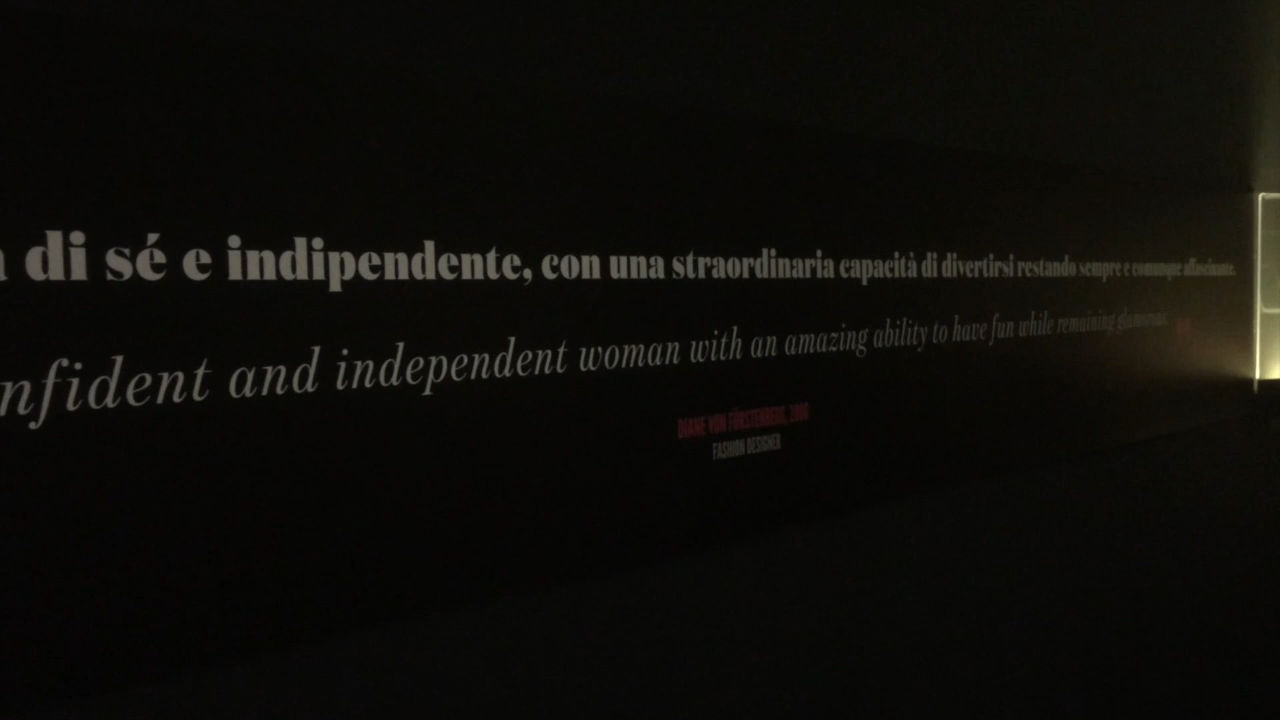 di sé e indipendente, con una straordinaria capacità di divertirsi restando sempre e comunque affascinante.
nfident and independent woman with an amazing ability to have fun while remaining glamorous.
DIANE VON FÜRSTENBERG, 2006
FASHION DESIGNER